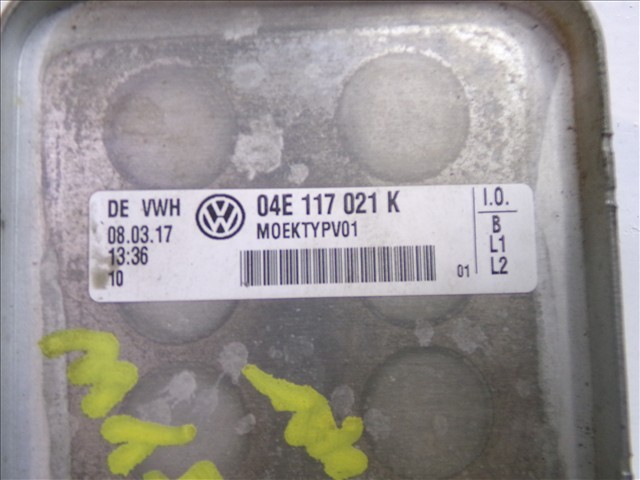 DE VWH
08.03.17
13:36
10
04E 117 021 K
MOEKTYPV01
01
I.O.
B
L1
L2